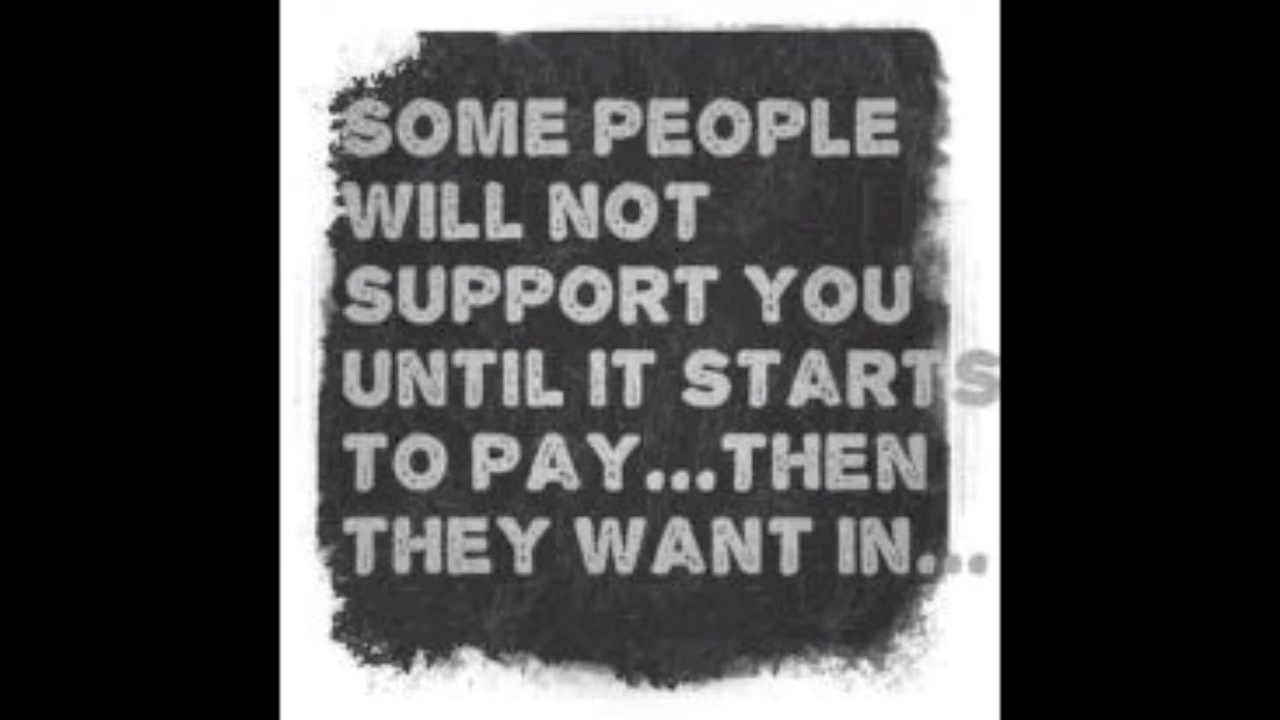 SOME PEOPLE
WILL NOT
SUPPORT YOU
UNTIL IT STARTS
TO PAY...THEN
THEY WANT IN...